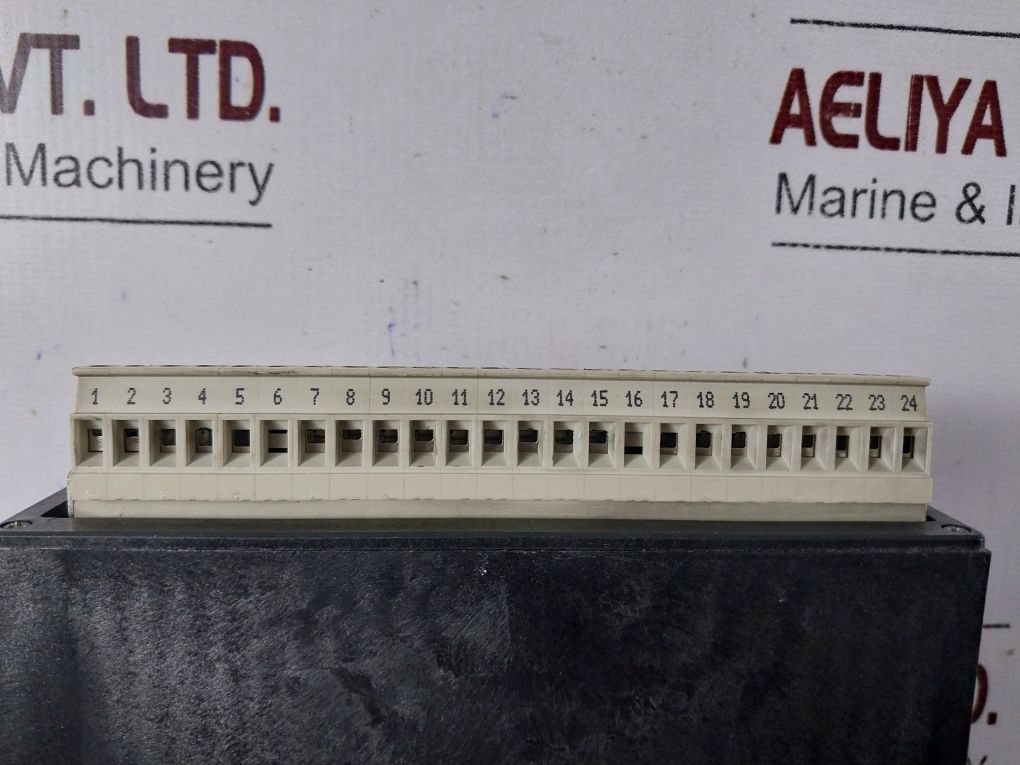 VT. LTD.
Machinery
AELIYA
Marine &
1 2 3 4 5 6 7 8 9 10 11 12 13 14 15 16 17 18 19 20 21 22 23 24
D.